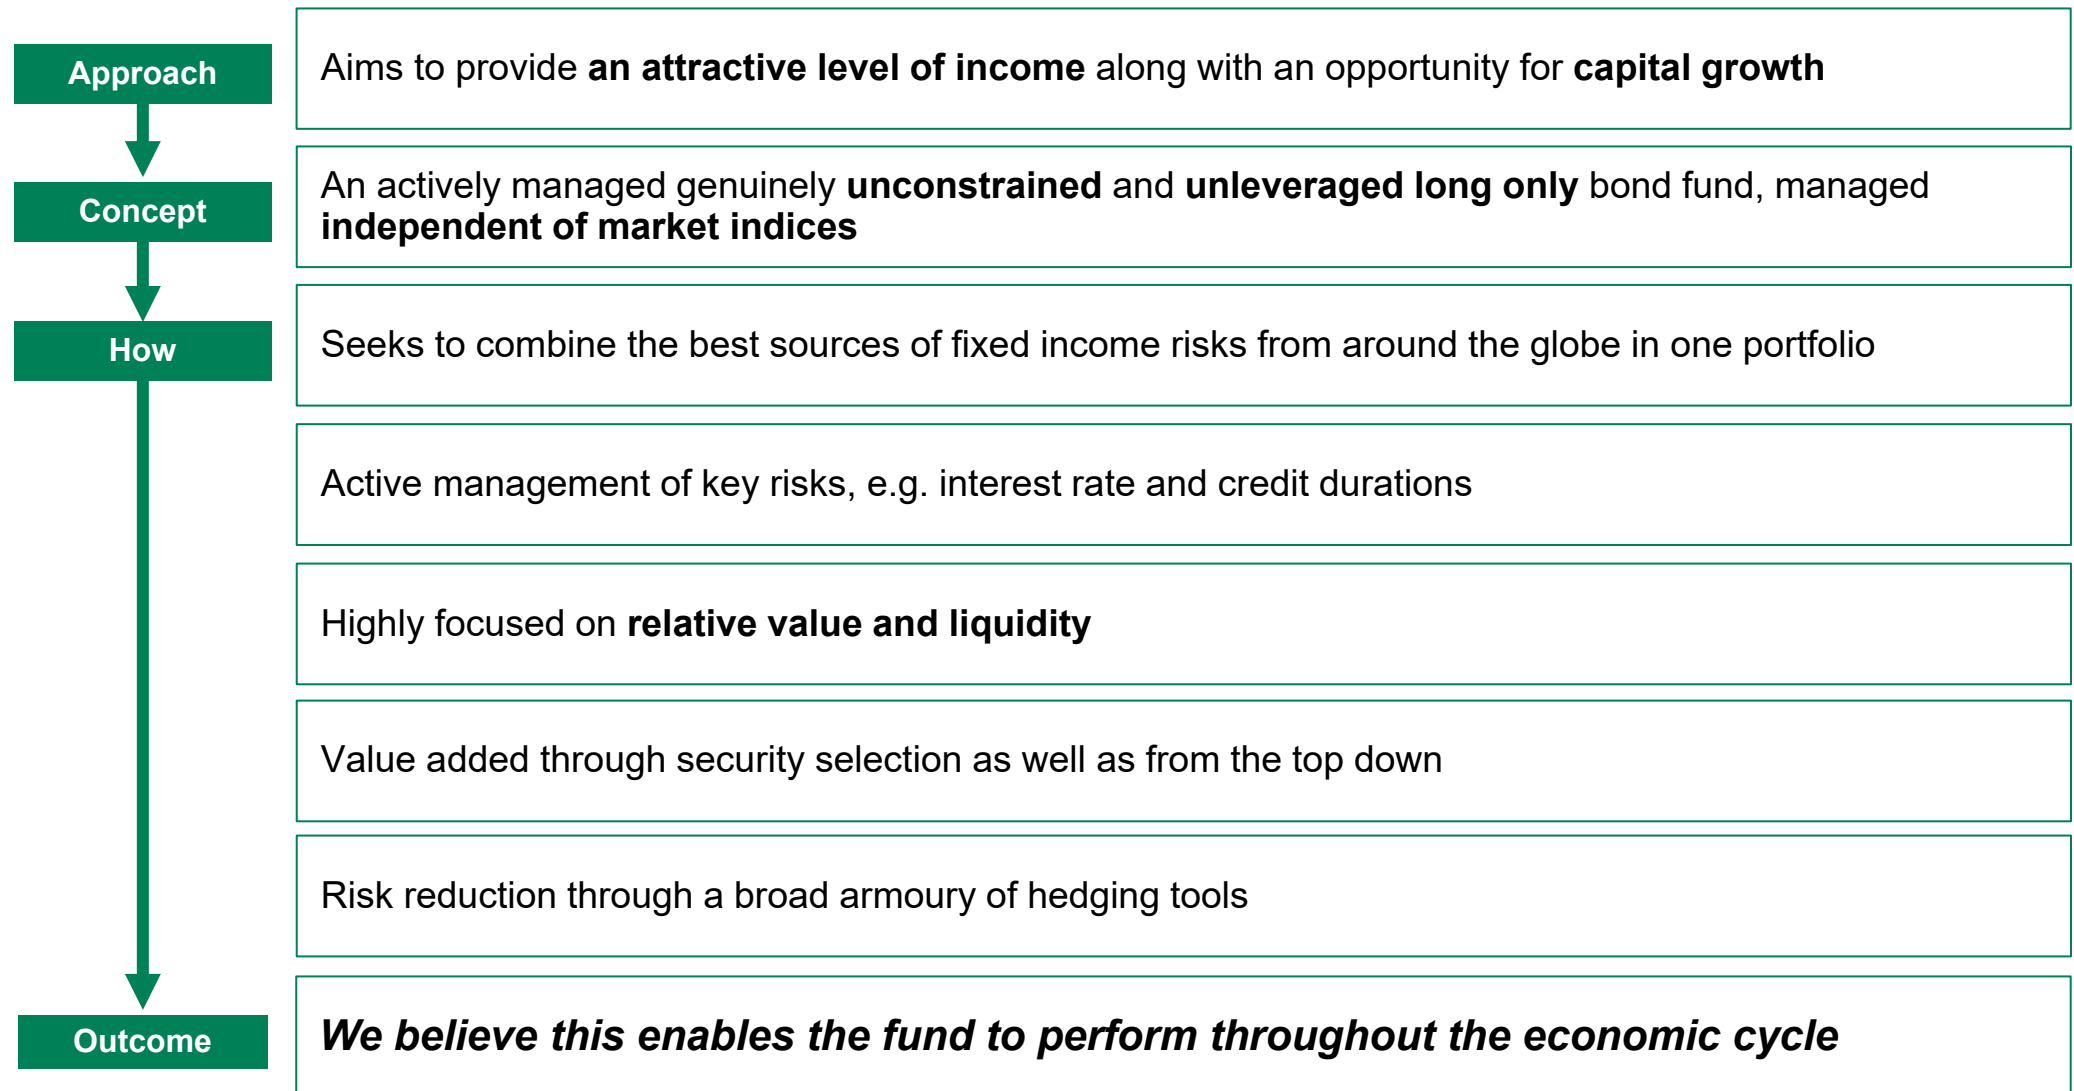 Approach
Aims to provide an attractive level of income along with an opportunity for capital growth
Concept
An actively managed genuinely unconstrained and unleveraged long only bond fund, managed
independent of market indices
How
Seeks to combine the best sources of fixed income risks from around the globe in one portfolio
Active management of key risks, e.g. interest rate and credit durations
Highly focused on relative value and liquidity
Value added through security selection as well as from the top down
Risk reduction through a broad armoury of hedging tools
Outcome
We believe this enables the fund to perform throughout the economic cycle